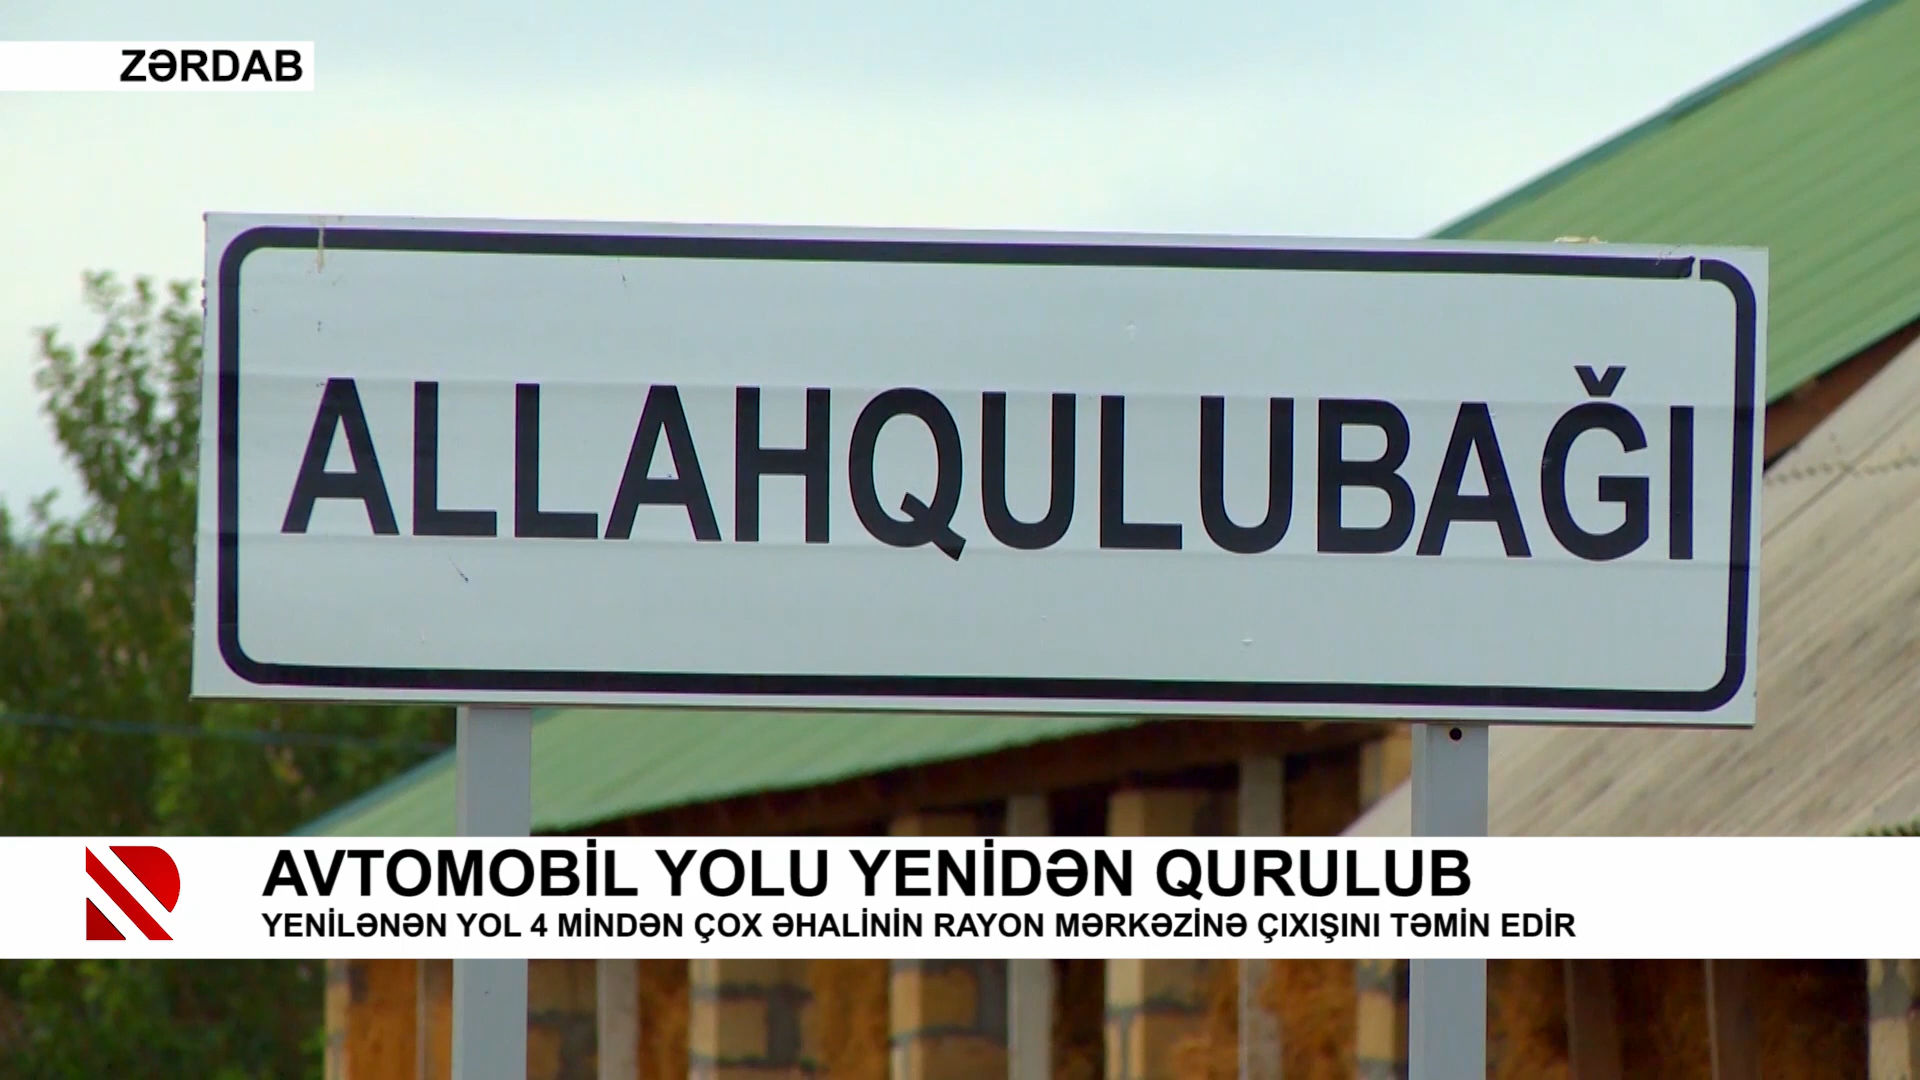 ZƏRDAB
ALLAHQULUBAĞI
AVTOMOBİL YOLU YENİDƏN QURULUB
YENİLƏNƏN YOL 4 MİNDƏN ÇOX ƏHALİNİN RAYON MƏRKƏZİNƏ ÇIXIŞINI TƏMİN EDİR